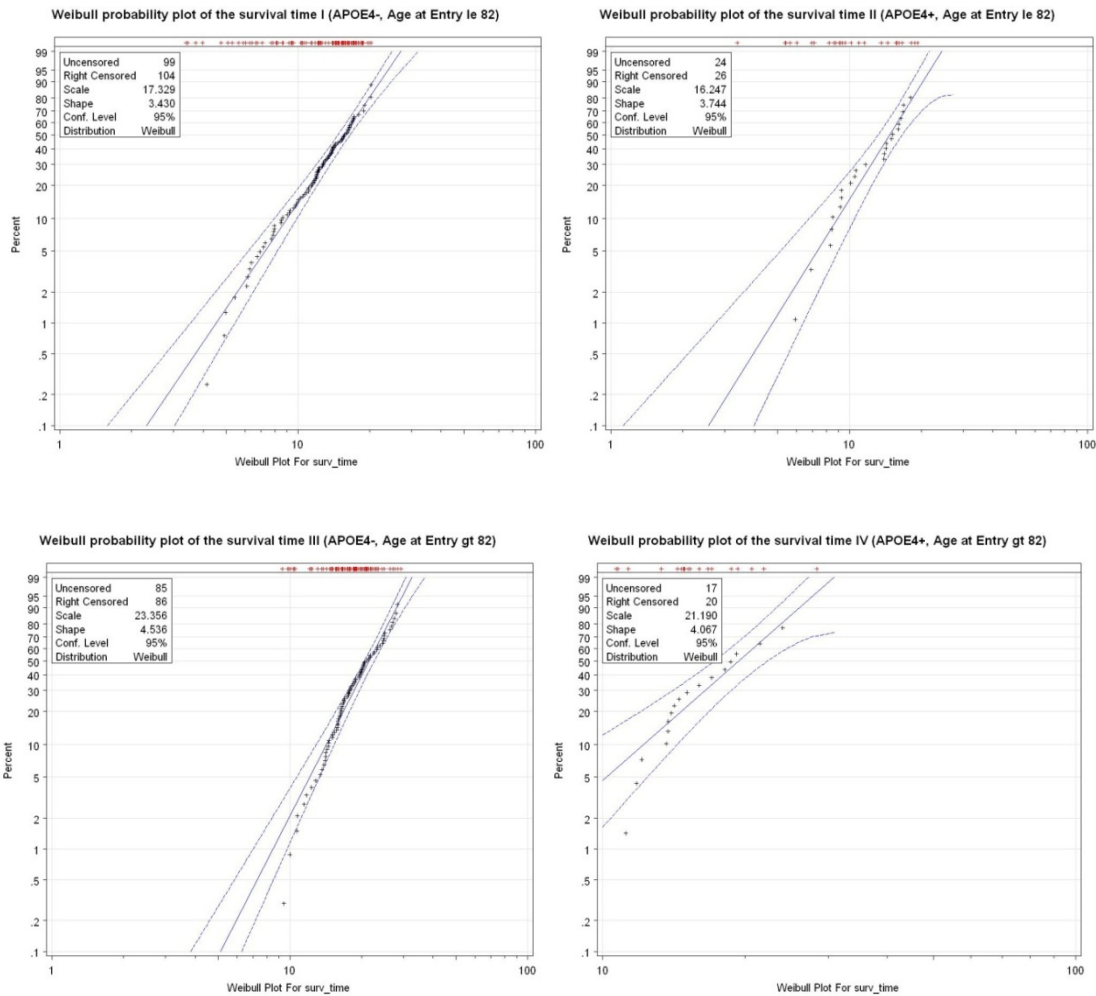 Weibull probability plot of the survival time I (APOE4-, Age at Entry le 82)
99
95
90
80
70
60
50
40
30
20
10
5
2
1
.5
.2
.1
Percent
Uncensored 99
Right Censored 104
Scale 17.329
Shape 3.430
Conf. Level 95%
Distribution Weibull
1 10 100
Weibull Plot For surv_time
Weibull probability plot of the survival time II (APOE4+, Age at Entry le 82)
99
95
90
80
70
60
50
40
30
20
10
5
2
1
.5
.2
.1
Percent
Uncensored 24
Right Censored 26
Scale 16.247
Shape 3.744
Conf. Level 95%
Distribution Weibull
1 10 100
Weibull Plot For surv_time
Weibull probability plot of the survival time III (APOE4-, Age at Entry gt 82)
99
95
90
80
70
60
50
40
30
20
10
5
2
1
.5
.2
.1
Percent
Uncensored 85
Right Censored 86
Scale 23.356
Shape 4.536
Conf. Level 95%
Distribution Weibull
1 10 100
Weibull Plot For surv_time
Weibull probability plot of the survival time IV (APOE4+, Age at Entry gt 82)
99
95
90
80
70
60
50
40
30
20
10
5
2
1
.5
.2
.1
Percent
Uncensored 17
Right Censored 20
Scale 21.190
Shape 4.067
Conf. Level 95%
Distribution Weibull
10 100
Weibull Plot For surv_time